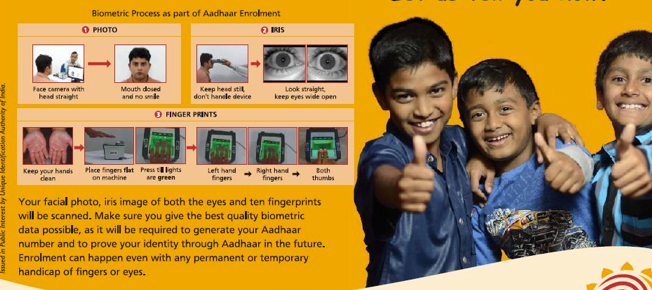 Biometric Process as part of Aadhaar Enrolment
1 PHOTO
Face camera with
head straight
Mouth closed
and no smile
2 IRIS
Keep head still,
don't handle device
Look straight,
keep eyes wide open
3 FINGER PRINTS
Keep your hands
clean
Place fingers flat
on machine
Press till lights
are green
Left hand
fingers
Right hand
fingers
Both
thumbs
Your facial photo, iris image of both the eyes and ten fingerprints
will be scanned. Make sure you give the best quality biometric
data possible, as it will be required to generate your Aadhaar
number and to prove your identity through Aadhaar in the future.
Enrolment can happen even with any permanent or temporary
handicap of fingers or eyes.
Issued in Public Interest by Unique Identification Authority of India.